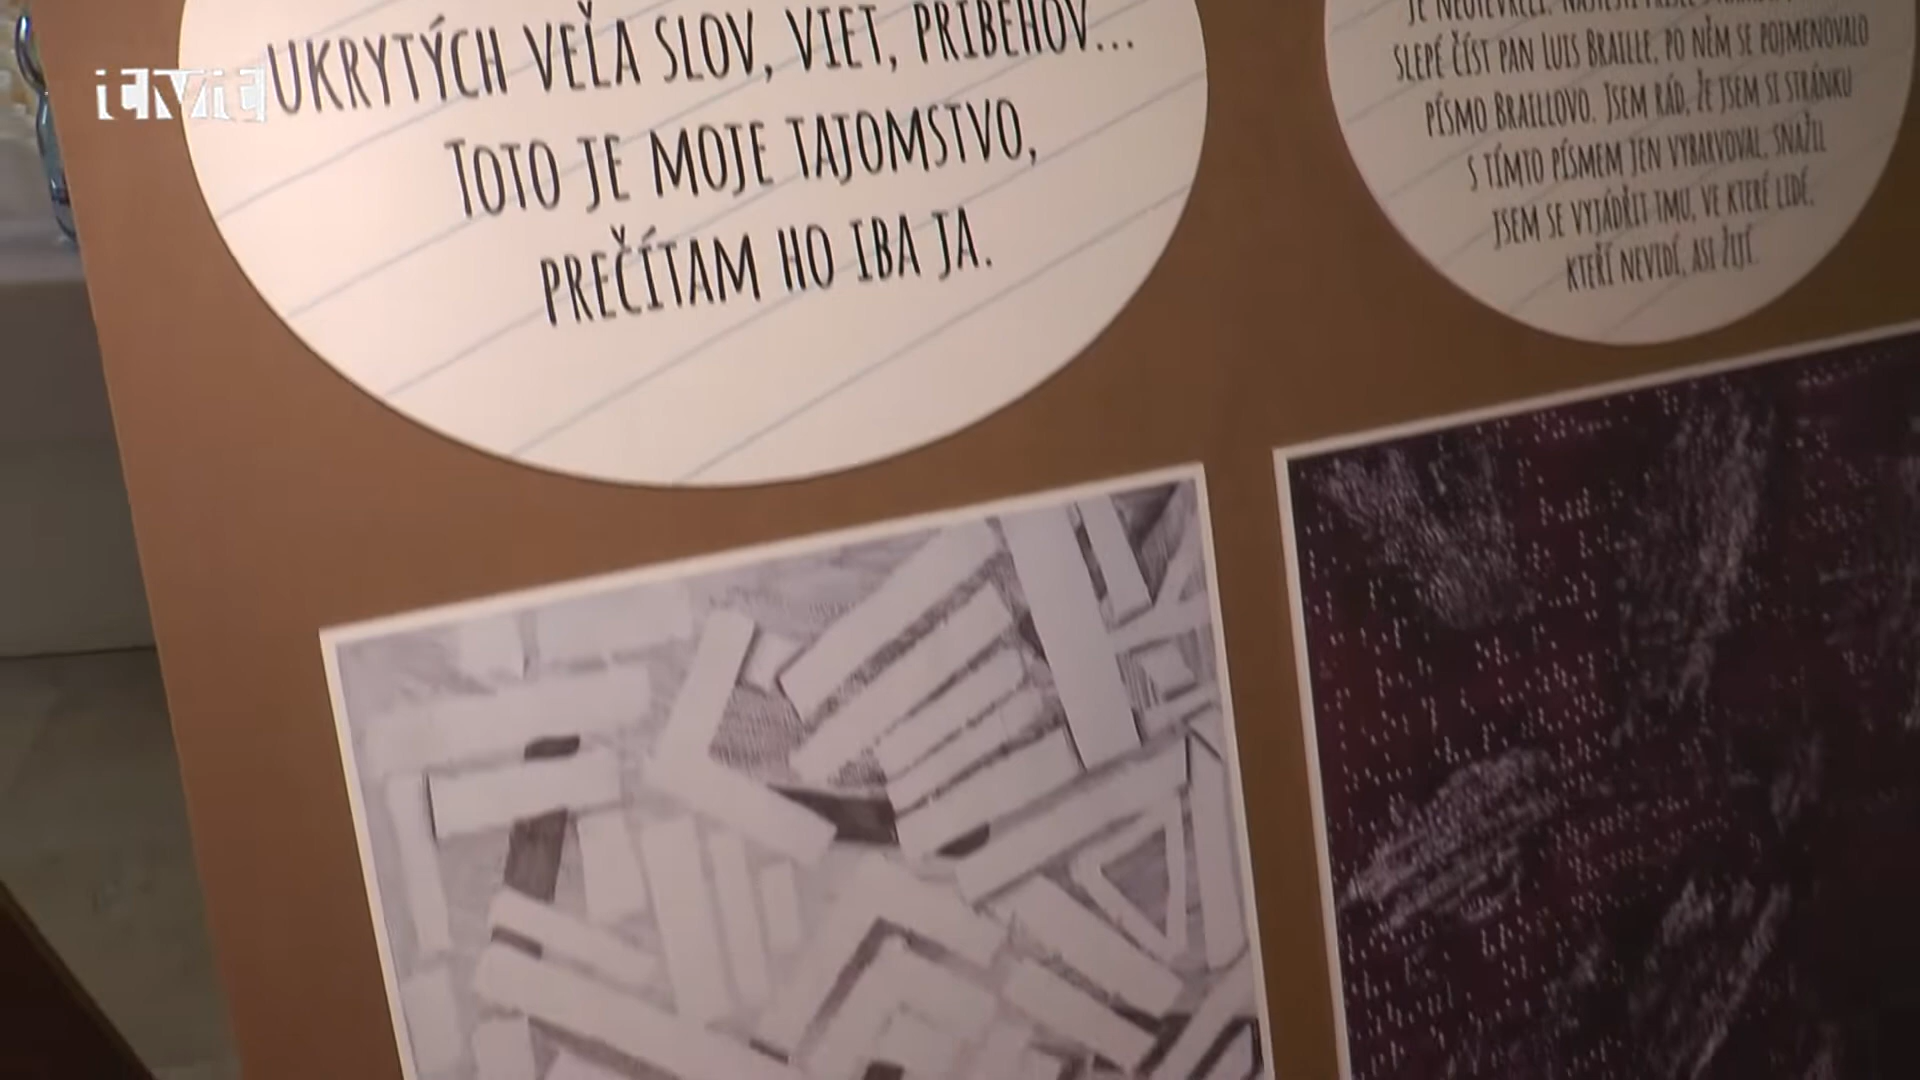 UKRYTÝCH VEĽA SLOV, VIET, PRÍBEHOV...
TOTO JE MOJE TAJOMSTVO,
PREČÍTAM HO IBA JA.
SLEPÉ ČÍST PAN LUIS BRAILLE, PO NĚM SE POJMENOVALO
PÍSMO BRAILLOVO. JSEM RÁD, ŽE JSEM SI STRÁNKU
S TÍMTO PÍSMEM JEN VYBARVOVAL, SNAŽIL
JSEM SE VYJÁDŘIT TMU, VE KTERÉ LIDÉ,
KTEŘÍ NEVIDÍ, ASI ŽIJÍ.